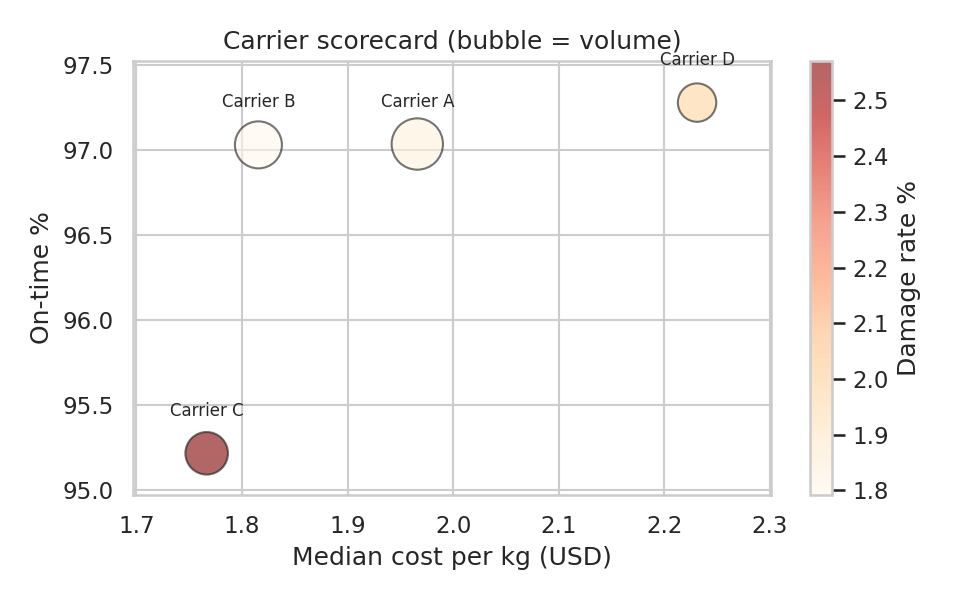 Carrier scorecard (bubble = volume)
Carrier D
Carrier B
Carrier A
Carrier C
On-time %
97.5
97.0
96.5
96.0
95.5
95.0
1.7 1.8 1.9 2.0 2.1 2.2 2.3
Median cost per kg (USD)
2.5
2.4
2.3
2.2
2.1
2.0
1.9
1.8
Damage rate %